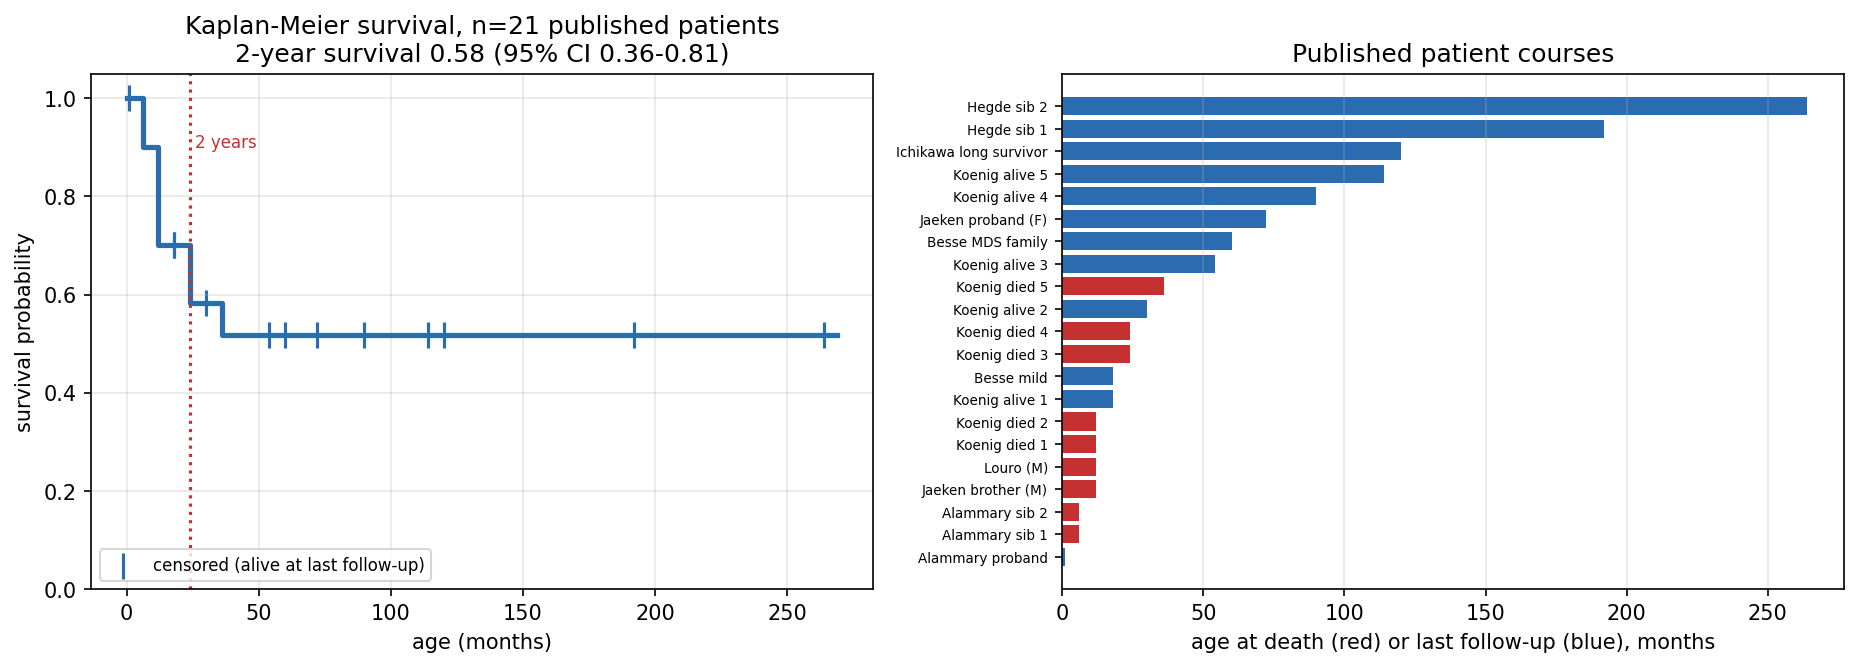 Kaplan-Meier survival, n=21 published patients
2-year survival 0.58 (95% CI 0.36-0.81)
survival probability
1.0
0.8
0.6
0.4
0.2
0.0
2 years
censored (alive at last follow-up)
0
50
100
150
200
250
age (months)
Published patient courses
Hegde sib 2
Hegde sib 1
Ichikawa long survivor
Koenig alive 5
Koenig alive 4
Jaeken proband (F)
Besse MDS family
Koenig alive 3
Koenig died 5
Koenig alive 2
Koenig died 4
Koenig died 3
Besse mild
Koenig alive 1
Koenig died 2
Koenig died 1
Louro (M)
Jaeken brother (M)
Alammary sib 2
Alammary sib 1
Alammary proband
0
50
100
150
200
250
age at death (red) or last follow-up (blue), months